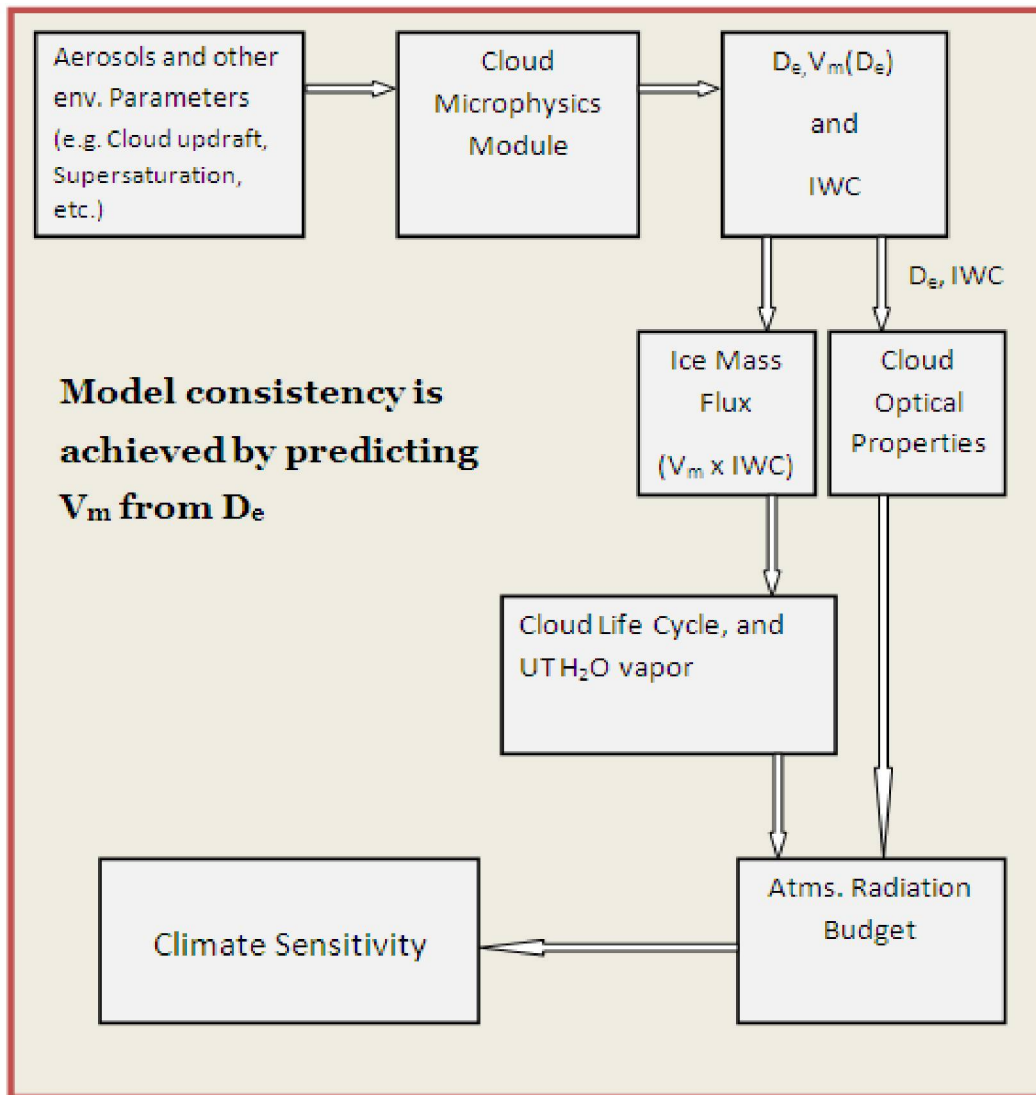 Aerosols and other
env. Parameters
(e.g. Cloud updraft,
Supersaturation,
etc.)
Cloud
Microphysics
Module
Dₑ, Vₘ(Dₑ)
and
IWC
Dₑ, IWC
Ice Mass
Flux
(Vₘ x IWC)
Cloud
Optical
Properties
Model consistency is
achieved by predicting
Vₘ from Dₑ
Cloud Life Cycle, and
UT H₂O vapor
Atms. Radiation
Budget
Climate Sensitivity